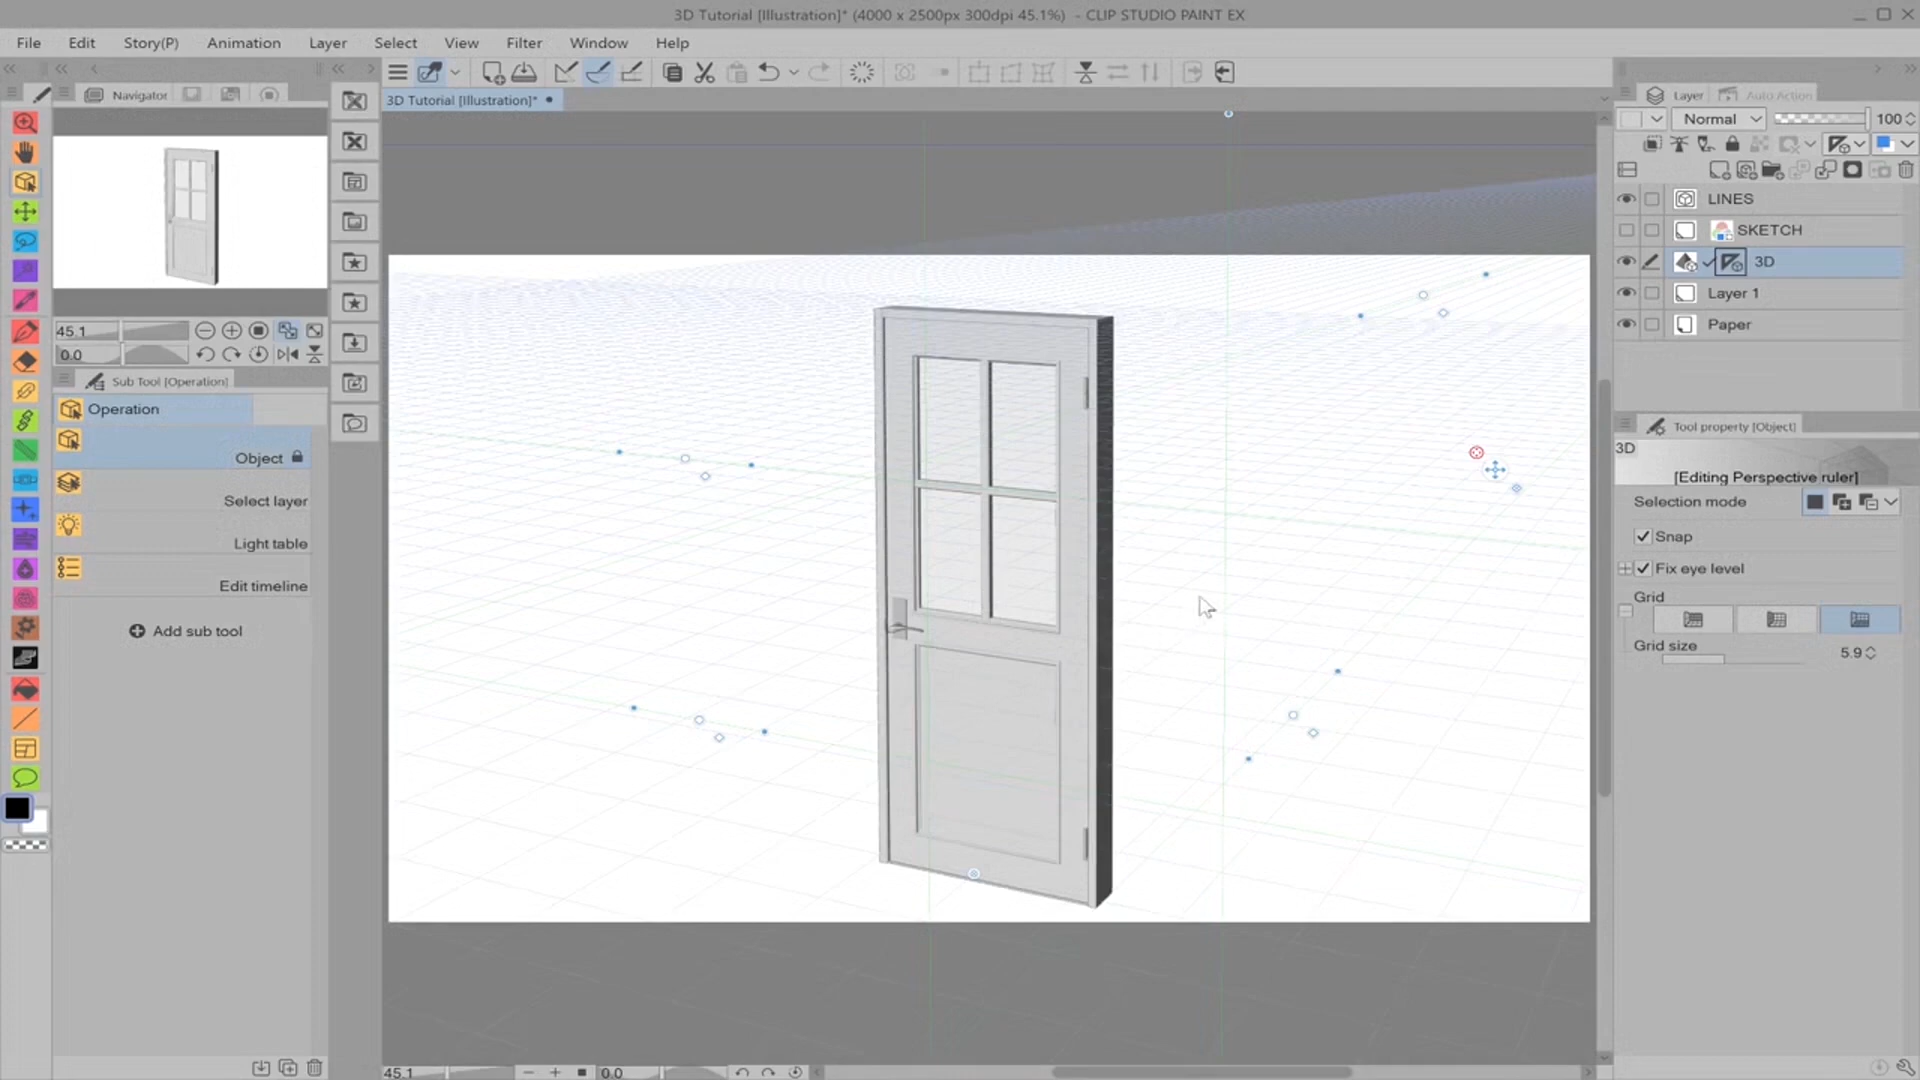 3D Tutorial [Illustration]* (4000 x 2500px 300dpi 45.1%) - CLIP STUDIO PAINT EX
File Edit Story(P) Animation Layer Select View Filter Window Help
Navigator
45.1
0.0
Sub Tool [Operation]
Operation
Object
Select layer
Light table
Edit timeline
Add sub tool
3D Tutorial [Illustration]*
45.1
0.0
Layer Auto Action
Normal 100
LINES
SKETCH
3D
Layer 1
Paper
Tool property [Object]
3D
[Editing Perspective ruler]
Selection mode
Snap
Fix eye level
Grid
Grid size 5.9